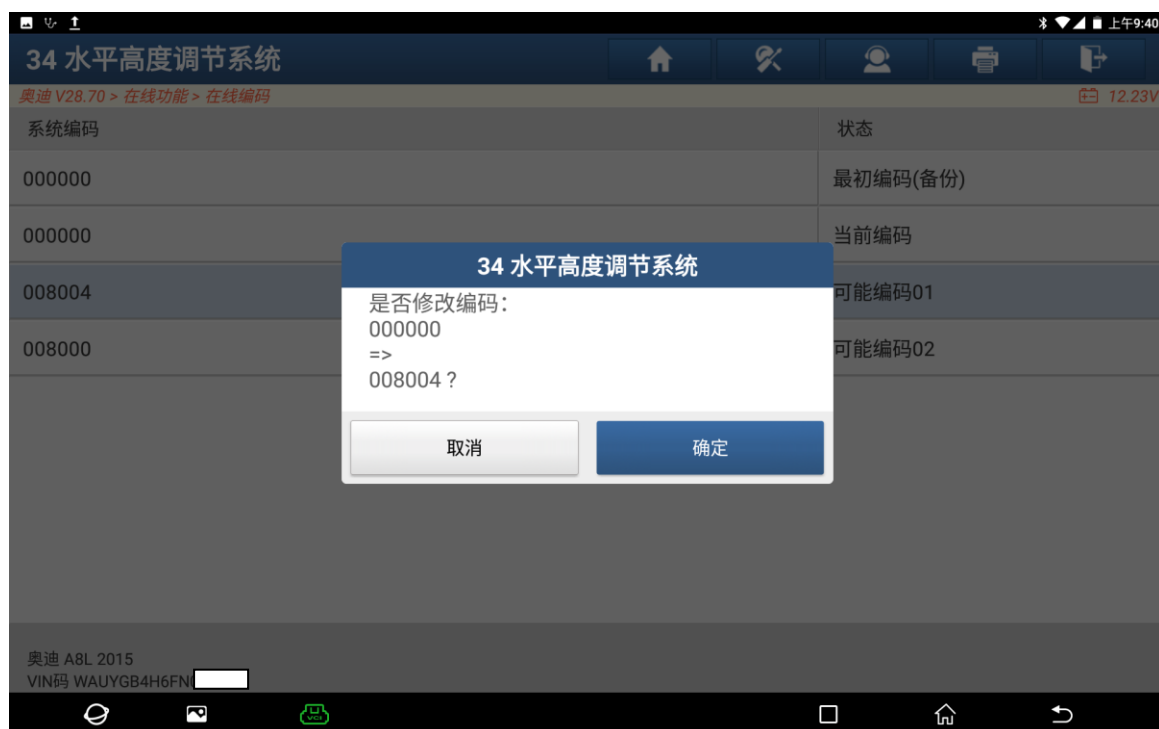 上午9:40
34 水平高度调节系统
奥迪 V28.70 > 在线功能 > 在线编码
12.23V
系统编码
状态
000000
最初编码(备份)
000000
当前编码
008004
可能编码01
008000
可能编码02
34 水平高度调节系统
是否修改编码：
000000
=>
008004 ?
取消
确定
奥迪 A8L 2015
VIN码 WAUYGB4H6FN
VCI